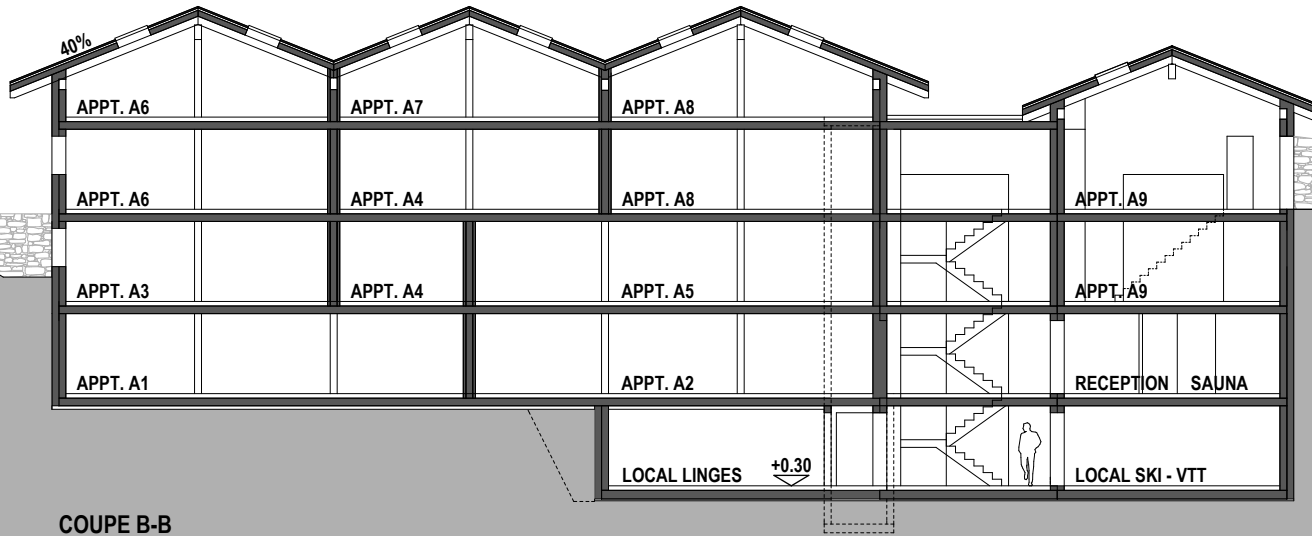 40%
APPT. A6
APPT. A7
APPT. A8
APPT. A6
APPT. A4
APPT. A8
APPT. A9
APPT. A3
APPT. A4
APPT. A5
APPT. A9
APPT. A1
APPT. A2
RECEPTION
SAUNA
LOCAL LINGES
+0.30
LOCAL SKI - VTT
COUPE B-B